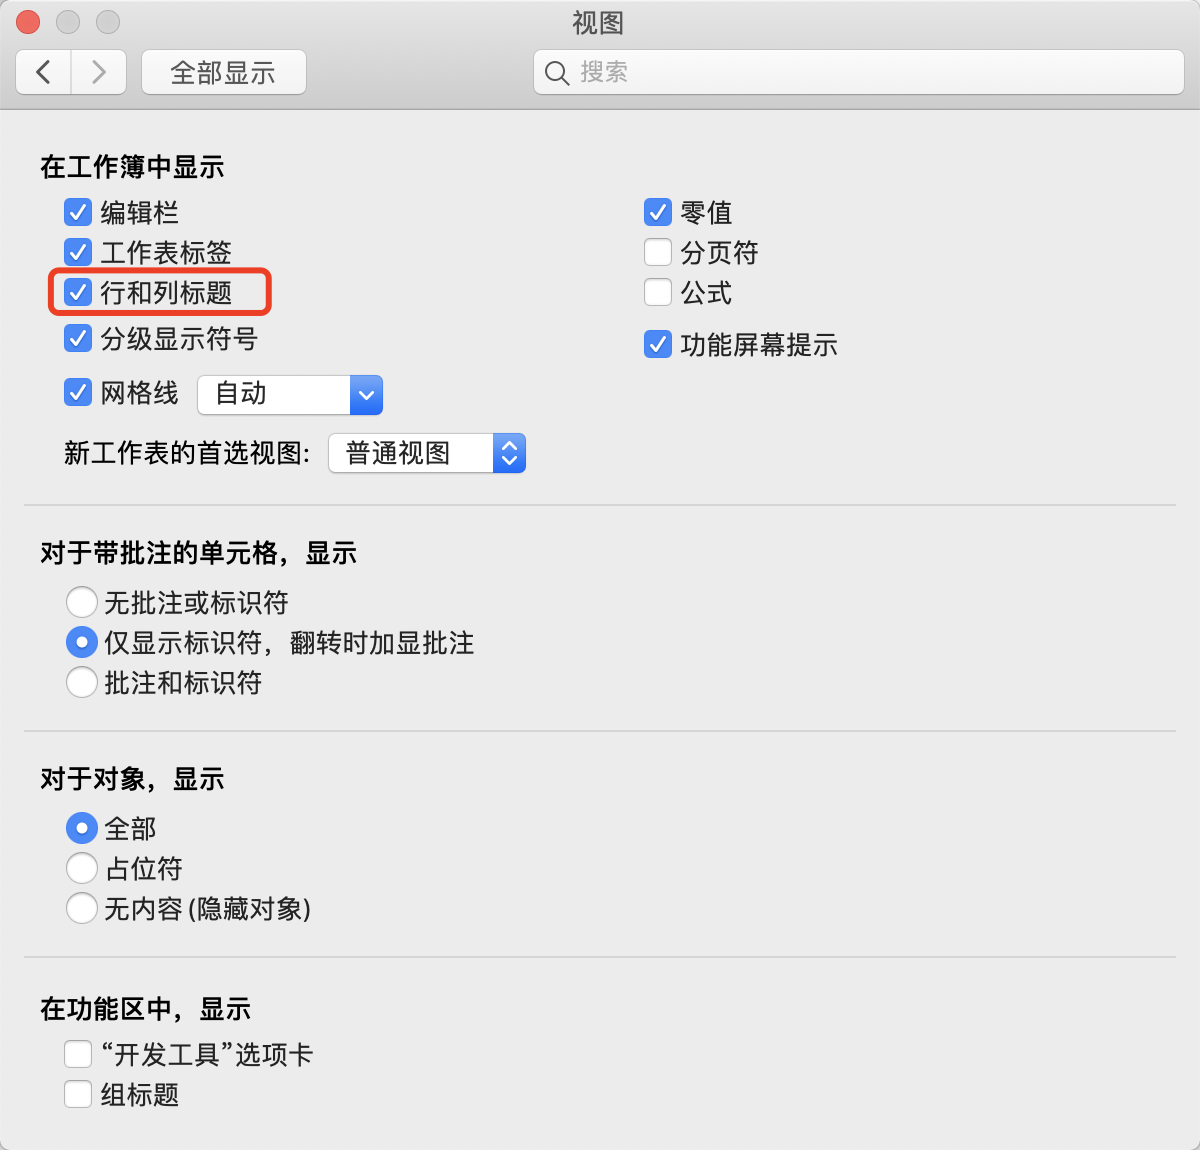 视图
全部显示
搜索
在工作簿中显示
编辑栏
工作表标签
行和列标题
分级显示符号
网格线 自动
新工作表的首选视图: 普通视图
零值
分页符
公式
功能屏幕提示
对于带批注的单元格，显示
无批注或标识符
仅显示标识符，翻转时加显批注
批注和标识符
对于对象，显示
全部
占位符
无内容(隐藏对象)
在功能区中，显示
“开发工具”选项卡
组标题